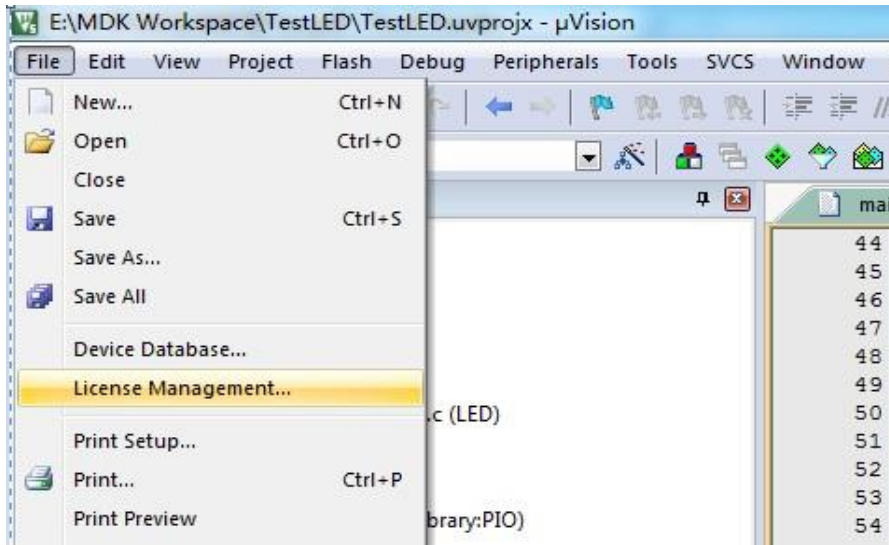 E:\MDK Workspace\TestLED\TestLED.uvprojx - µVision
File Edit View Project Flash Debug Peripherals Tools SVCS Window
New... Ctrl+N
Open Ctrl+O
Close
Save Ctrl+S
Save As...
Save All
Device Database...
License Management...
Print Setup...
Print... Ctrl+P
Print Preview
.c (LED)
brary:PIO)
mai
44
45
46
47
48
49
50
51
52
53
54